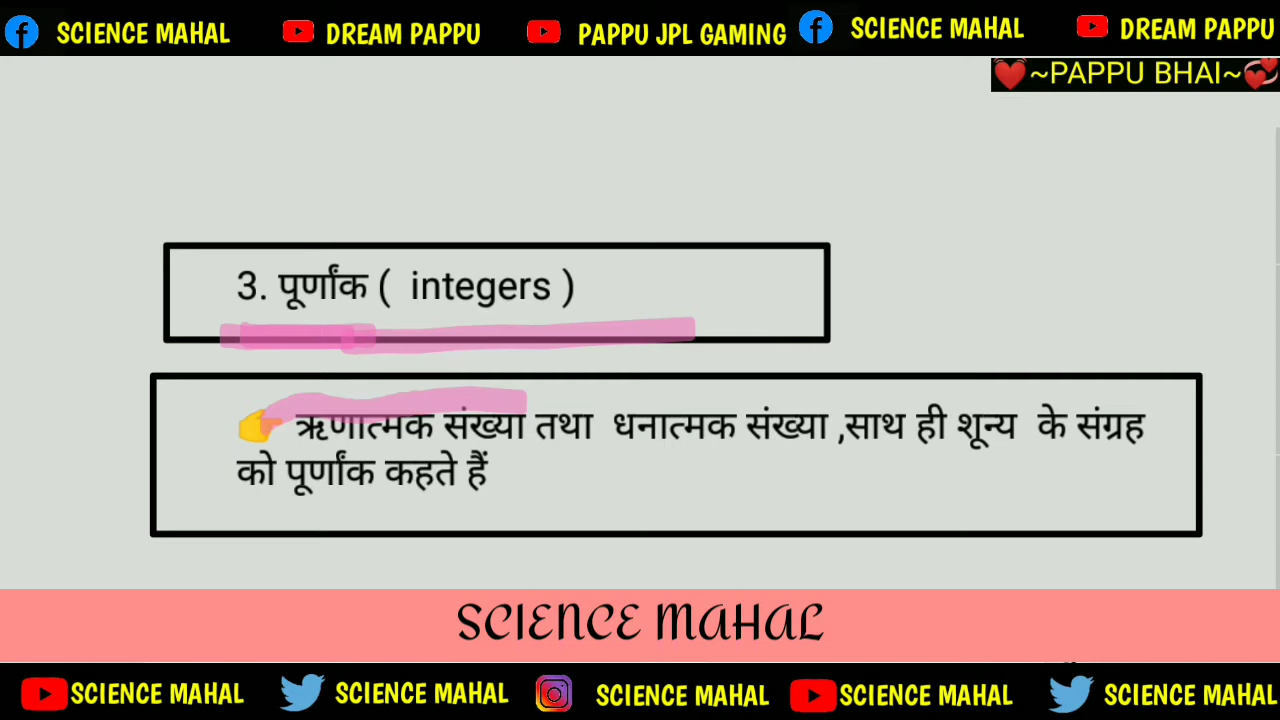 SCIENCE MAHAL DREAM PAPPU PAPPU JPL GAMING SCIENCE MAHAL DREAM PAPPU
~PAPPU BHAI~
3. पूर्णांक ( integers )
ऋणात्मक संख्या तथा धनात्मक संख्या ,साथ ही शून्य के संग्रह
को पूर्णांक कहते हैं
SCIENCE MAHAL
SCIENCE MAHAL SCIENCE MAHAL SCIENCE MAHAL SCIENCE MAHAL SCIENCE MAHAL